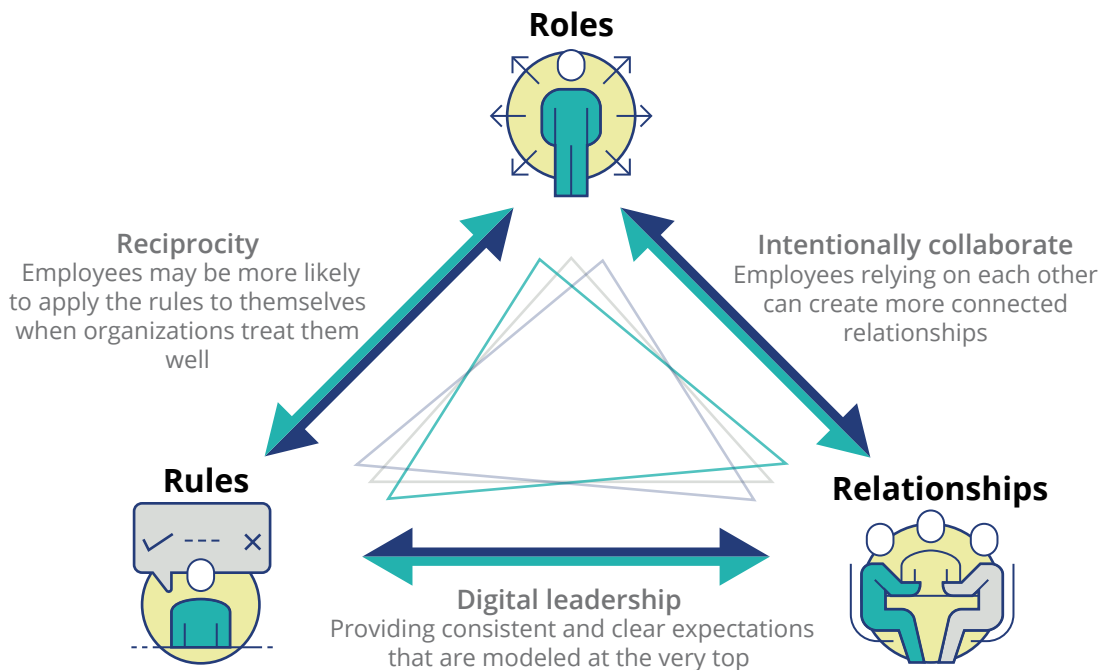 Roles
Reciprocity
Employees may be more likely
to apply the rules to themselves
when organizations treat them
well
Intentionally collaborate
Employees relying on each other
can create more connected
relationships
Rules
Relationships
Digital leadership
Providing consistent and clear expectations
that are modeled at the very top